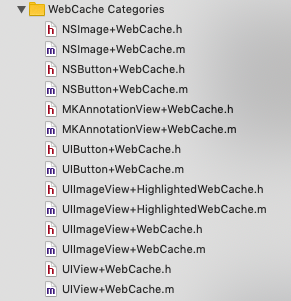 WebCache Categories
h NSImage+WebCache.h
m NSImage+WebCache.m
h NSButton+WebCache.h
m NSButton+WebCache.m
h MKAnnotationView+WebCache.h
m MKAnnotationView+WebCache.m
h UIButton+WebCache.h
m UIButton+WebCache.m
h UIImageView+HighlightedWebCache.h
m UIImageView+HighlightedWebCache.m
h UIImageView+WebCache.h
m UIImageView+WebCache.m
h UIView+WebCache.h
m UIView+WebCache.m